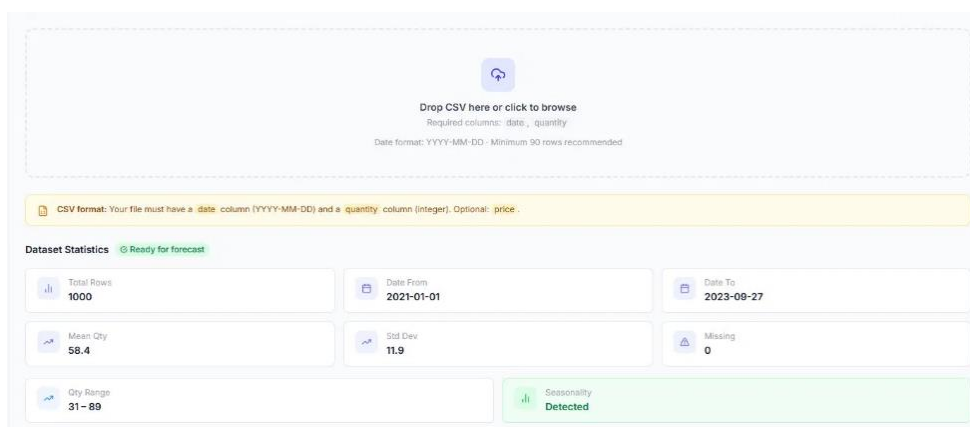 Drop CSV here or click to browse
Required columns: date, quantity
Date format: YYYY-MM-DD · Minimum 90 rows recommended
CSV format: Your file must have a date column (YYYY-MM-DD) and a quantity column (integer). Optional: price.
Dataset Statistics Ready for forecast
Total Rows
1000
Date From
2021-01-01
Date To
2023-09-27
Mean Qty
58.4
Std Dev
11.9
Missing
0
Qty Range
31 – 89
Seasonality
Detected